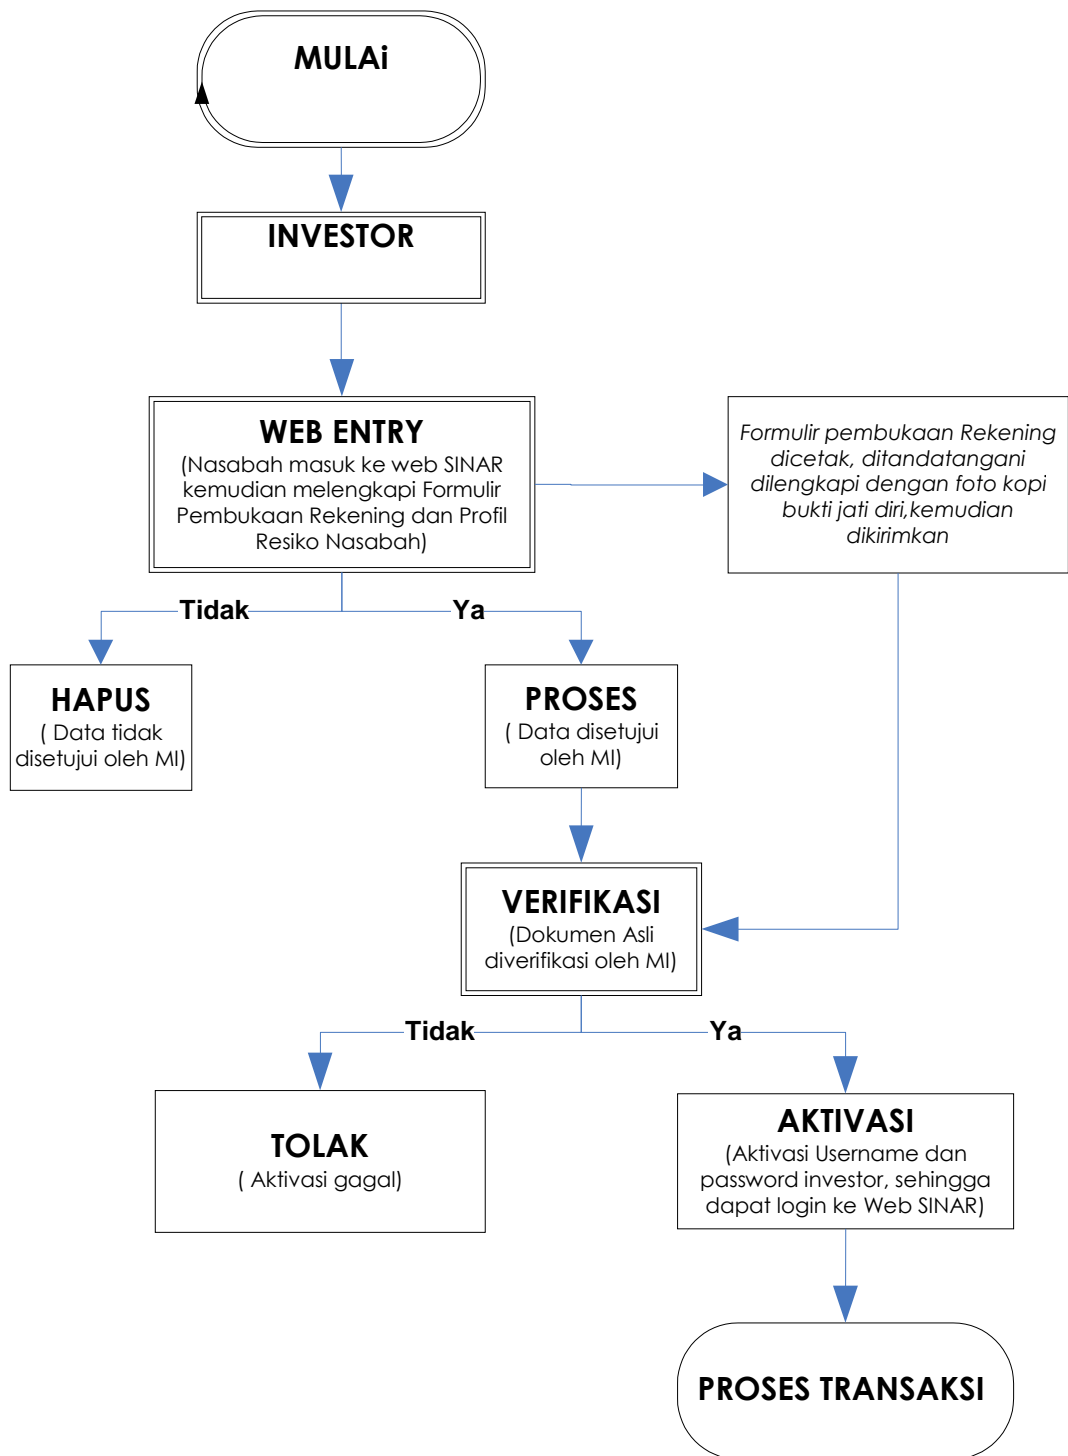 MULAi
INVESTOR
WEB ENTRY
(Nasabah masuk ke web SINAR
kemudian melengkapi Formulir
Pembukaan Rekening dan Profil
Resiko Nasabah)
Formulir pembukaan Rekening
dicetak, ditandatangani
dilengkapi dengan foto kopi
bukti jati diri,kemudian
dikirimkan
Tidak
Ya
HAPUS
( Data tidak
disetujui oleh MI)
PROSES
( Data disetujui
oleh MI)
VERIFIKASI
(Dokumen Asli
diverifikasi oleh MI)
Tidak
Ya
TOLAK
( Aktivasi gagal)
AKTIVASI
(Aktivasi Username dan
password investor, sehingga
dapat login ke Web SINAR)
PROSES TRANSAKSI